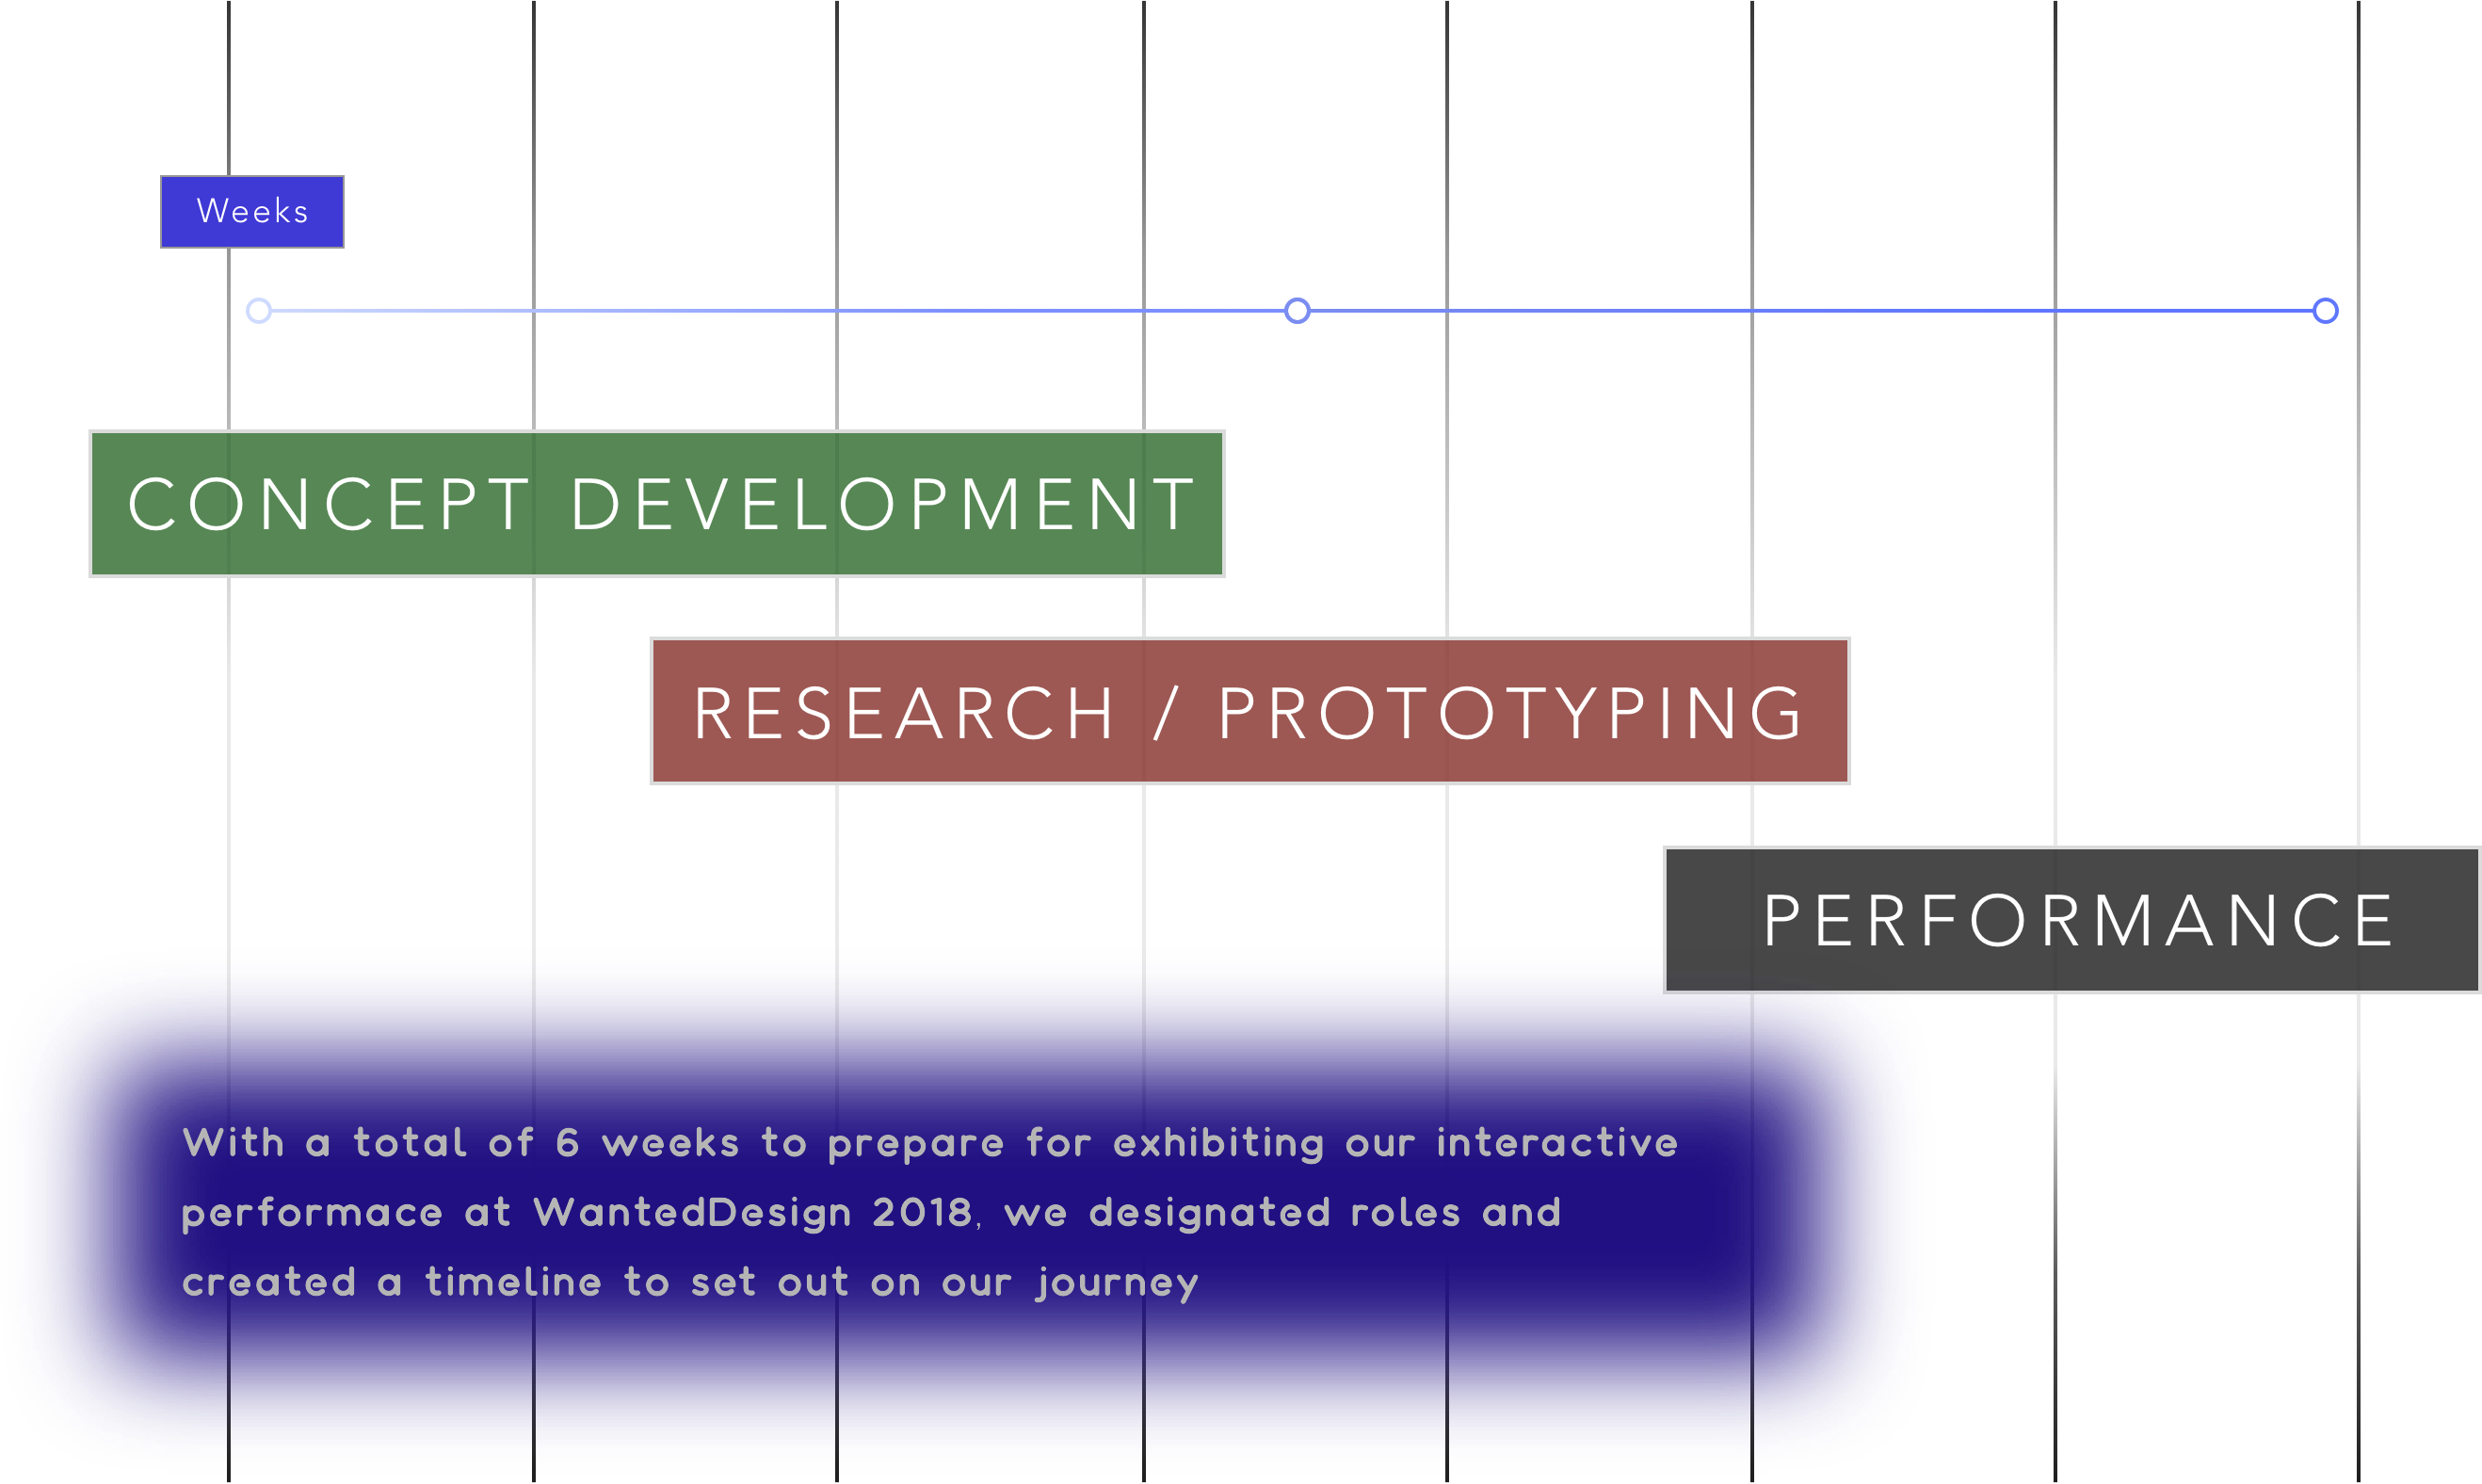 Weeks
CONCEPT DEVELOPMENT
RESEARCH / PROTOTYPING
PERFORMANCE
With a total of 6 weeks to prepare for exhibiting our interactive
performace at WantedDesign 2018, we designated roles and
created a timeline to set out on our journey